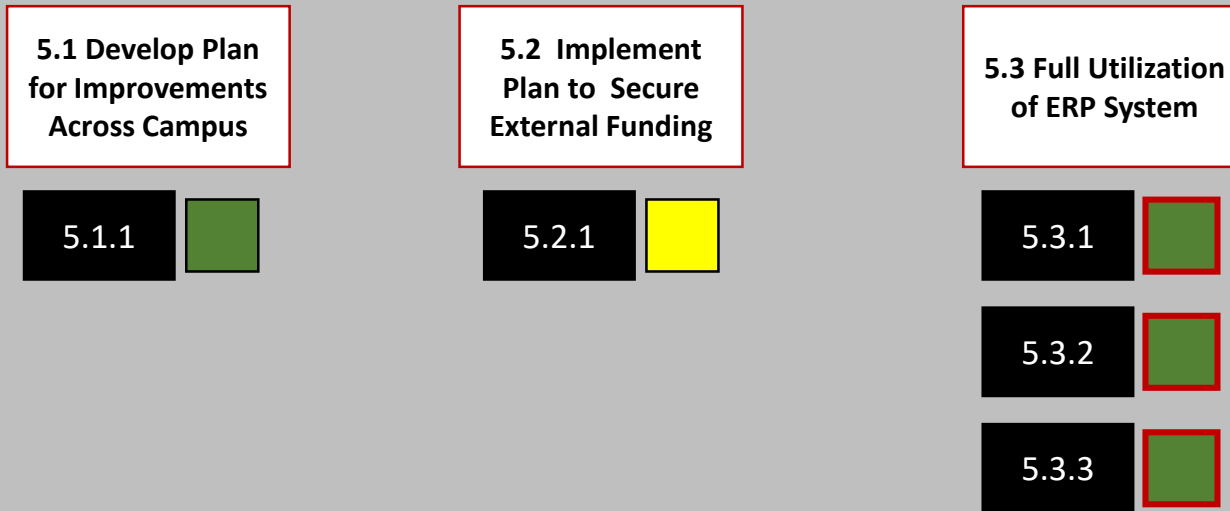 5.1 Develop Plan
for Improvements
Across Campus
5.2  Implement
Plan to  Secure
External Funding
5.3 Full Utilization
of ERP System
5.1.1
5.2.1
5.3.1
5.3.2
5.3.3